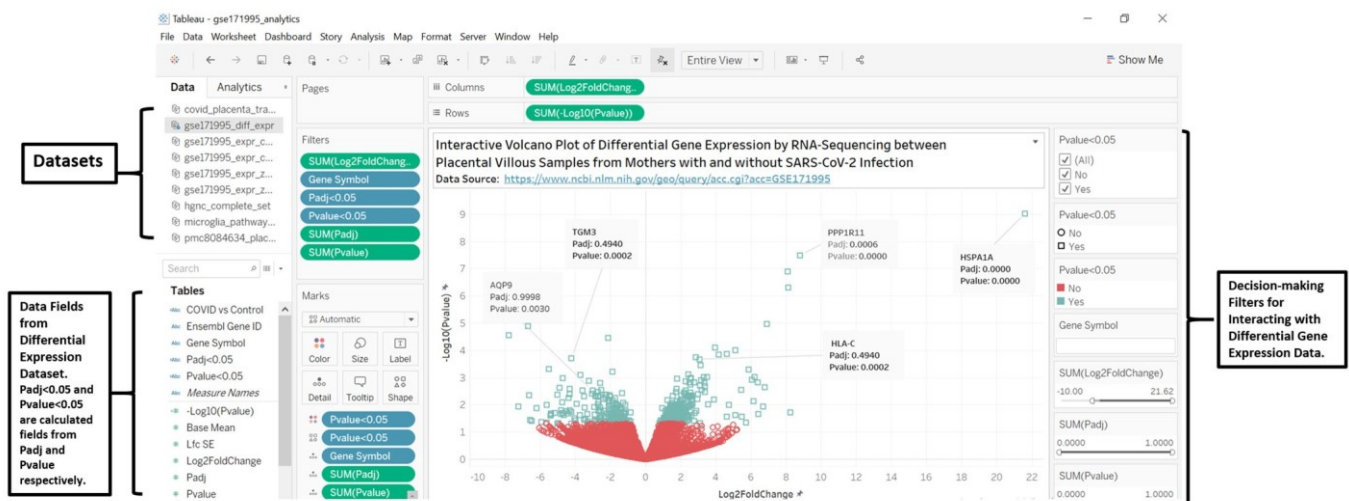 Tableau - gse171995_analytics
File Data Worksheet Dashboard Story Analysis Map Format Server Window Help
Entire View
Show Me
Datasets
Data Analytics
covid_placenta_tra...
gse171995_diff_expr
gse171995_expr_c...
gse171995_expr_c...
gse171995_expr_z...
gse171995_expr_z...
hgnc_complete_set
microglia_pathway...
pmc8084634_plac...
Search
Data Fields
from
Differential
Expression
Dataset.
Padj<0.05 and
Pvalue<0.05
are calculated
fields from
Padj and
Pvalue
respectively.
Tables
Abc COVID vs Control
Abc Ensembl Gene ID
Abc Gene Symbol
Abc Padj<0.05
Abc Pvalue<0.05
Abc Measure Names
-Log10(Pvalue)
Base Mean
Lfc SE
Log2FoldChange
Padj
Pvalue
Pages
Filters
SUM(Log2FoldChang..
Gene Symbol
Padj<0.05
Pvalue<0.05
SUM(Padj)
SUM(Pvalue)
Marks
Automatic
Color Size Label
Detail Tooltip Shape
Pvalue<0.05
Pvalue<0.05
Gene Symbol
SUM(Padj)
SUM(Pvalue)
Columns SUM(Log2FoldChang..
Rows SUM(-Log10(Pvalue))
Interactive Volcano Plot of Differential Gene Expression by RNA-Sequencing between
Placental Villous Samples from Mothers with and without SARS-CoV-2 Infection
Data Source: https://www.ncbi.nlm.nih.gov/geo/query/acc.cgi?acc=GSE171995
-Log10(Pvalue)
9
8
7
6
5
4
3
2
1
0
AQP9
Padj: 0.9998
Pvalue: 0.0030
TGM3
Padj: 0.4940
Pvalue: 0.0002
PPP1R11
Padj: 0.0006
Pvalue: 0.0000
HSPA1A
Padj: 0.0000
Pvalue: 0.0000
HLA-C
Padj: 0.4940
Pvalue: 0.0002
-10 -8 -6 -4 -2 0 2 4 6 8 10 12 14 16 18 20 22
Log2FoldChange
Pvalue<0.05
(All)
No
Yes
Pvalue<0.05
No
Yes
Pvalue<0.05
No
Yes
Gene Symbol
SUM(Log2FoldChange)
-10.00 21.62
SUM(Padj)
0.0000 1.0000
SUM(Pvalue)
0.0000 1.0000
Decision-making
Filters for
Interacting with
Differential Gene
Expression Data.